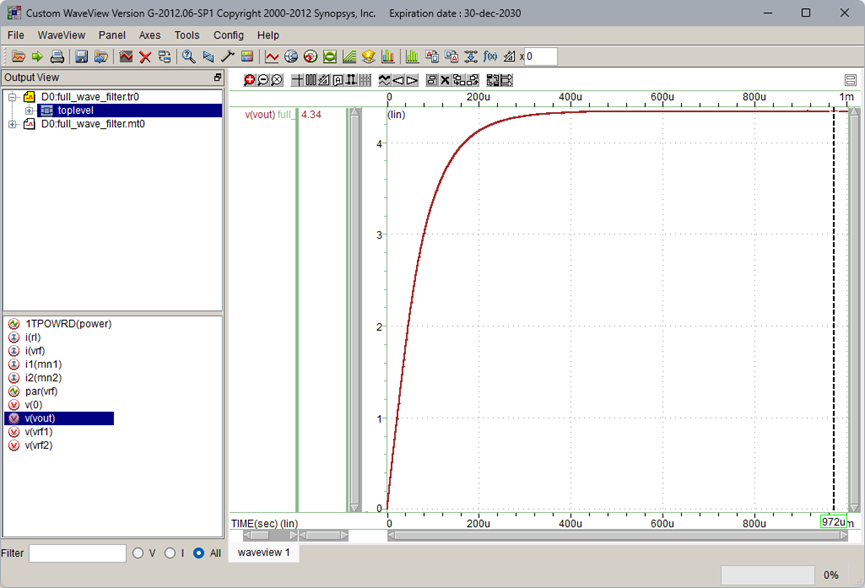 Custom WaveView Version G-2012.06-SP1 Copyright 2000-2012 Synopsys, Inc. Expiration date : 30-dec-2030
File WaveView Panel Axes Tools Config Help
x 0
Output View
D0:full_wave_filter.tr0
toplevel
D0:full_wave_filter.mt0
1TPOWRD(power)
i(rl)
i(vrf)
i1(mn1)
i2(mn2)
par(vrf)
v(0)
v(vout)
v(vrf1)
v(vrf2)
Filter V I All
0 200u 400u 600u 800u 1m
v(vout) full_ 4.34
(lin)
4
3
2
1
0
TIME(sec) (lin)
0 200u 400u 600u 800u 972u m
waveview 1
0%